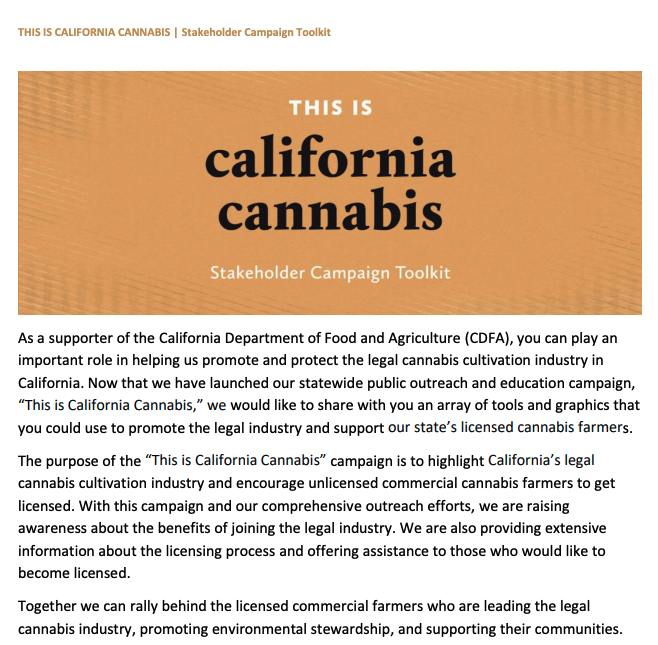 THIS IS CALIFORNIA CANNABIS | Stakeholder Campaign Toolkit
THIS IS
california
cannabis
Stakeholder Campaign Toolkit
As a supporter of the California Department of Food and Agriculture (CDFA), you can play an
important role in helping us promote and protect the legal cannabis cultivation industry in
California. Now that we have launched our statewide public outreach and education campaign,
“This is California Cannabis,” we would like to share with you an array of tools and graphics that
you could use to promote the legal industry and support our state’s licensed cannabis farmers.
The purpose of the “This is California Cannabis” campaign is to highlight California’s legal
cannabis cultivation industry and encourage unlicensed commercial cannabis farmers to get
licensed. With this campaign and our comprehensive outreach efforts, we are raising
awareness about the benefits of joining the legal industry. We are also providing extensive
information about the licensing process and offering assistance to those who would like to
become licensed.
Together we can rally behind the licensed commercial farmers who are leading the legal
cannabis industry, promoting environmental stewardship, and supporting their communities.